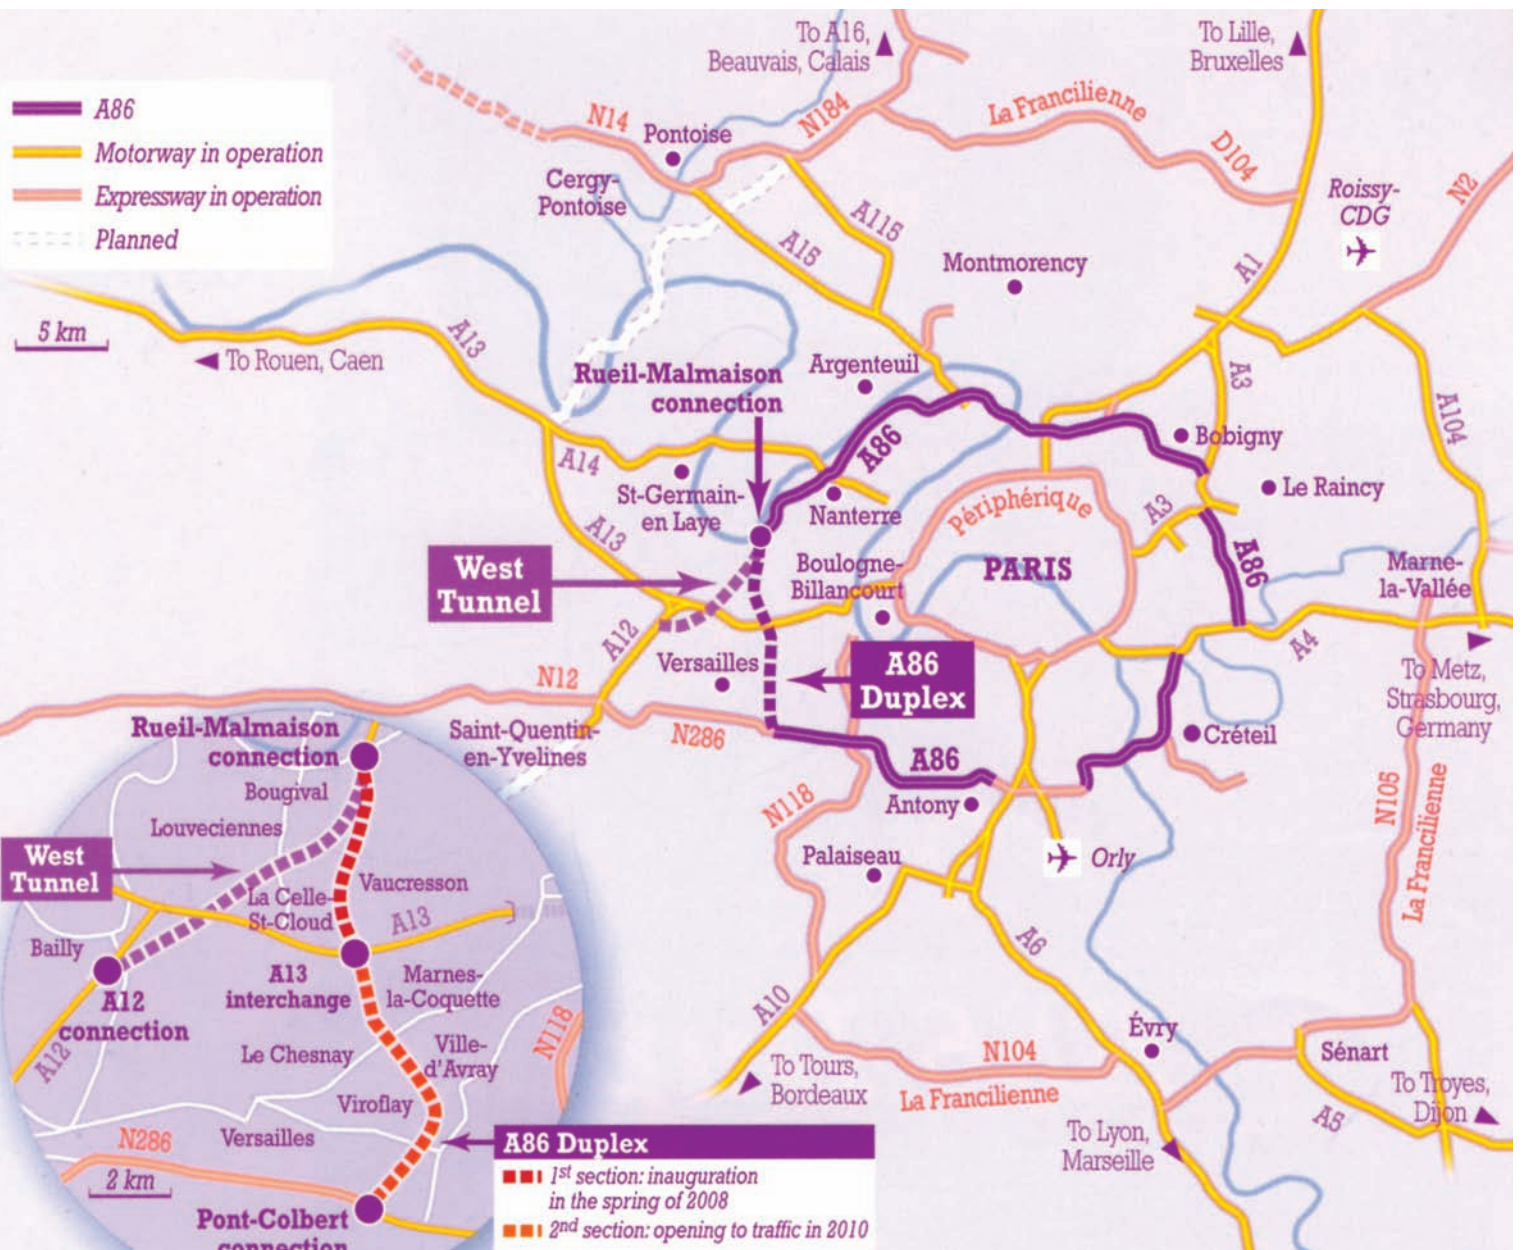 To A16,
Beauvais, Calais
To Lille,
Bruxelles
A86
Motorway in operation
Expressway in operation
Planned
5 km
To Rouen, Caen
N14
Pontoise
N184
La Francilienne
D104
Cergy-
Pontoise
A115
A15
Montmorency
Roissy-
CDG
N2
A1
A13
Rueil-Malmaison
connection
Argenteuil
A3
A104
A86
Bobigny
A14
St-Germain-
en Laye
Nanterre
Périphérique
Le Raincy
A3
A13
West
Tunnel
Boulogne-
Billancourt
PARIS
A86
Marne-
la-Vallée
A12
Versailles
A86
Duplex
A4
To Metz,
Strasbourg,
Germany
N12
Saint-Quentin-
en-Yvelines
N286
A86
Créteil
N118
Antony
N105
La Francilienne
Palaiseau
Orly
A6
A10
Évry
N104
La Francilienne
Sénart
To Tours,
Bordeaux
To Troyes,
Dijon
A5
To Lyon,
Marseille
Rueil-Malmaison
connection
Bougival
Louveciennes
West
Tunnel
Vaucresson
La Celle-
St-Cloud
A13
Bailly
A12
connection
A13
interchange
Marnes-
la-Coquette
A12
Le Chesnay
Ville-
d'Avray
N118
Viroflay
Versailles
N286
2 km
Pont-Colbert
connection
A86 Duplex
1st section: inauguration
in the spring of 2008
2nd section: opening to traffic in 2010